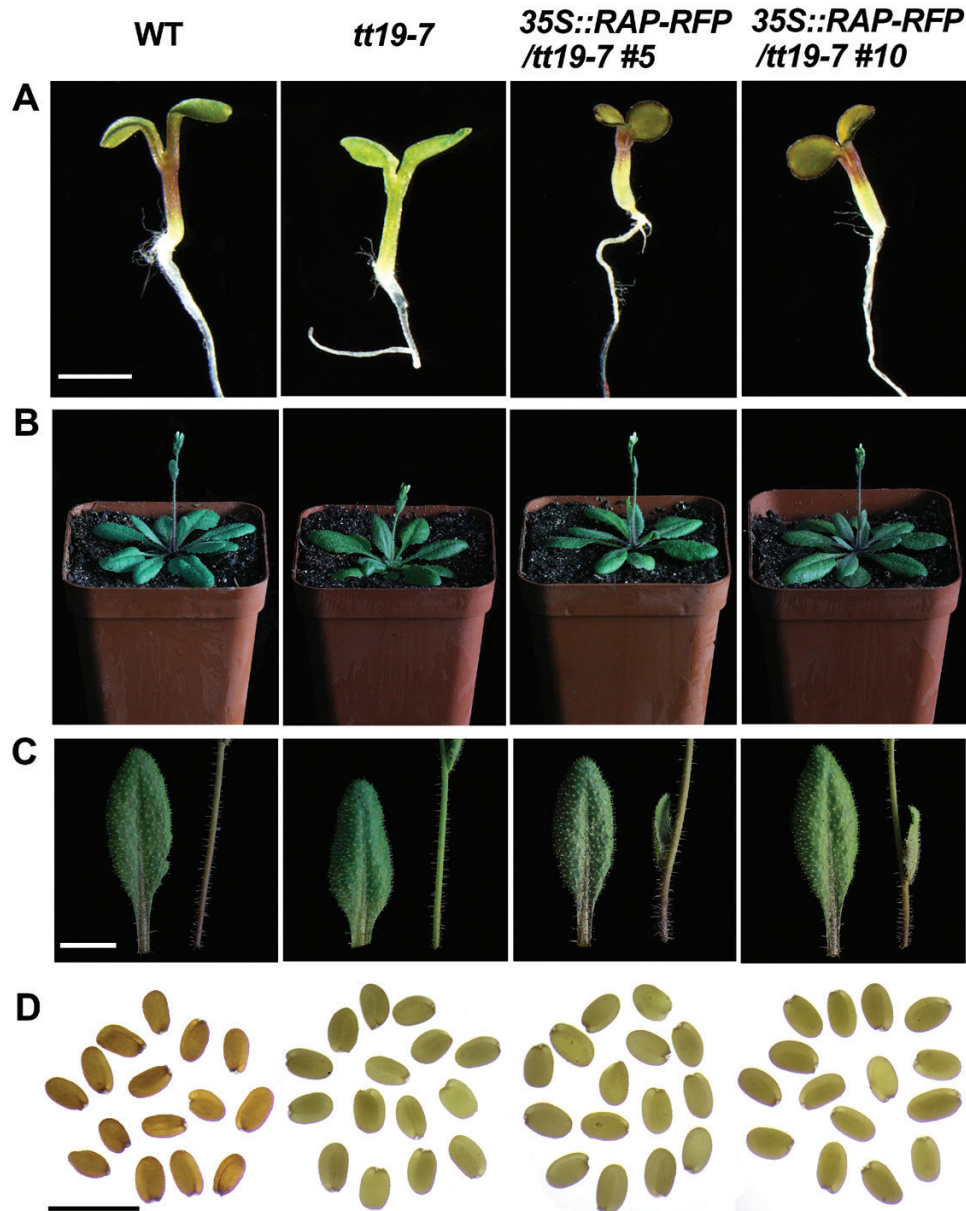 WT
tt19-7
35S::RAP-RFP
/tt19-7 #5
35S::RAP-RFP
/tt19-7 #10
A
B
C
D